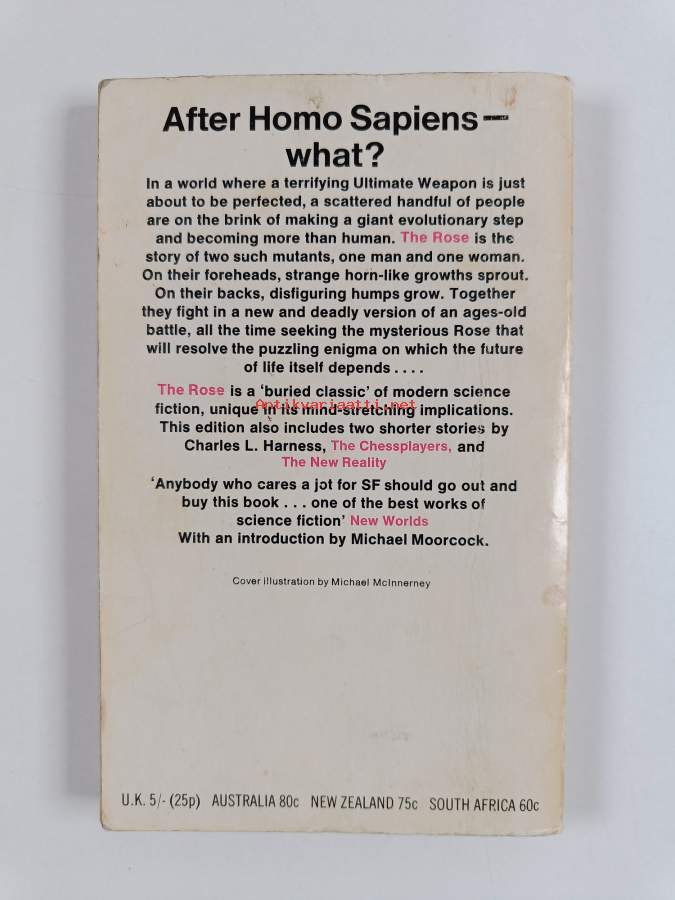 After Homo Sapiens—
what?
In a world where a terrifying Ultimate Weapon is just
about to be perfected, a scattered handful of people
are on the brink of making a giant evolutionary step
and becoming more than human. The Rose is the
story of two such mutants, one man and one woman.
On their foreheads, strange horn-like growths sprout.
On their backs, disfiguring humps grow. Together
they fight in a new and deadly version of an ages-old
battle, all the time seeking the mysterious Rose that
will resolve the puzzling enigma on which the future
of life itself depends . . . .
The Rose is a ‘buried classic’ of modern science
Antikvariaatti.net
fiction, unique in its mind-stretching implications.
This edition also includes two shorter stories by
Charles L. Harness, The Chessplayers, and
The New Reality
‘Anybody who cares a jot for SF should go out and
buy this book . . . one of the best works of
science fiction’ New Worlds
With an introduction by Michael Moorcock.
Cover illustration by Michael McInnerney
U.K. 5/- (25p) AUSTRALIA 80c NEW ZEALAND 75c SOUTH AFRICA 60c